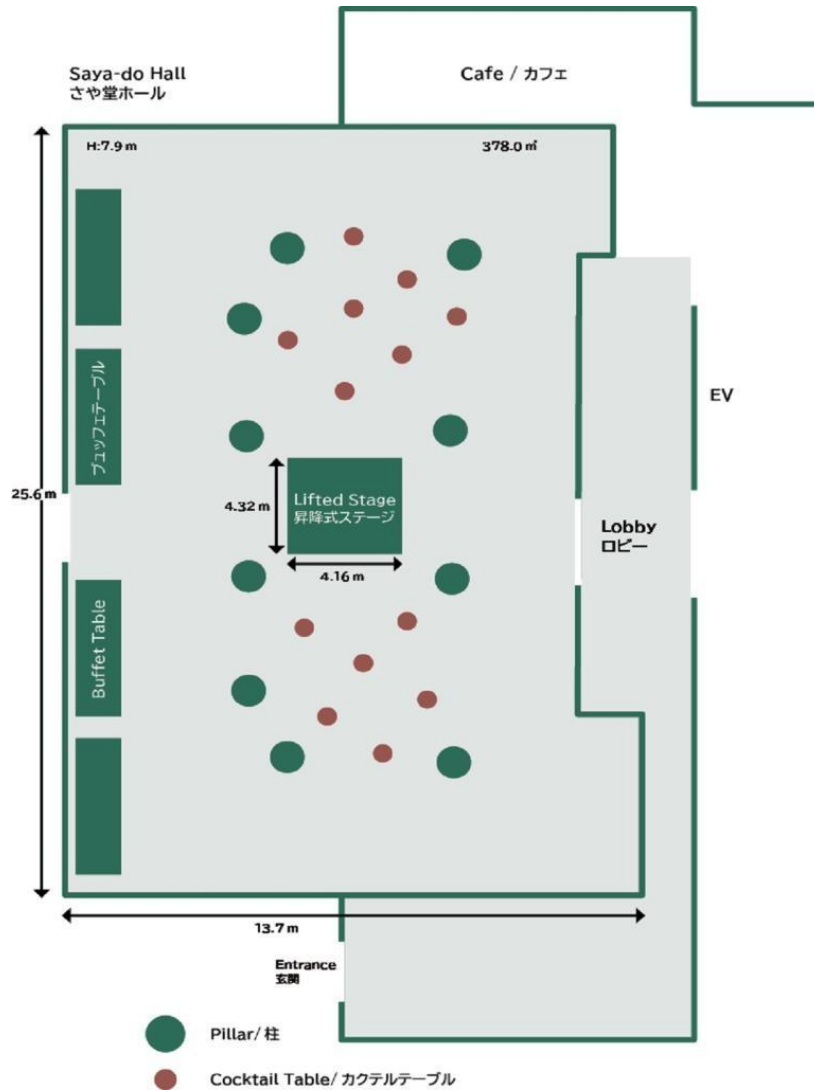 Saya-do Hall
さや堂ホール
Cafe / カフェ
H:7.9 m
378.0 ㎡
ブュッフェテーブル
EV
25.6 m
4.32 m
Lifted Stage
昇降式ステージ
4.16 m
Lobby
ロビー
Buffet Table
13.7 m
Entrance
玄関
Pillar/柱
Cocktail Table/カクテルテーブル